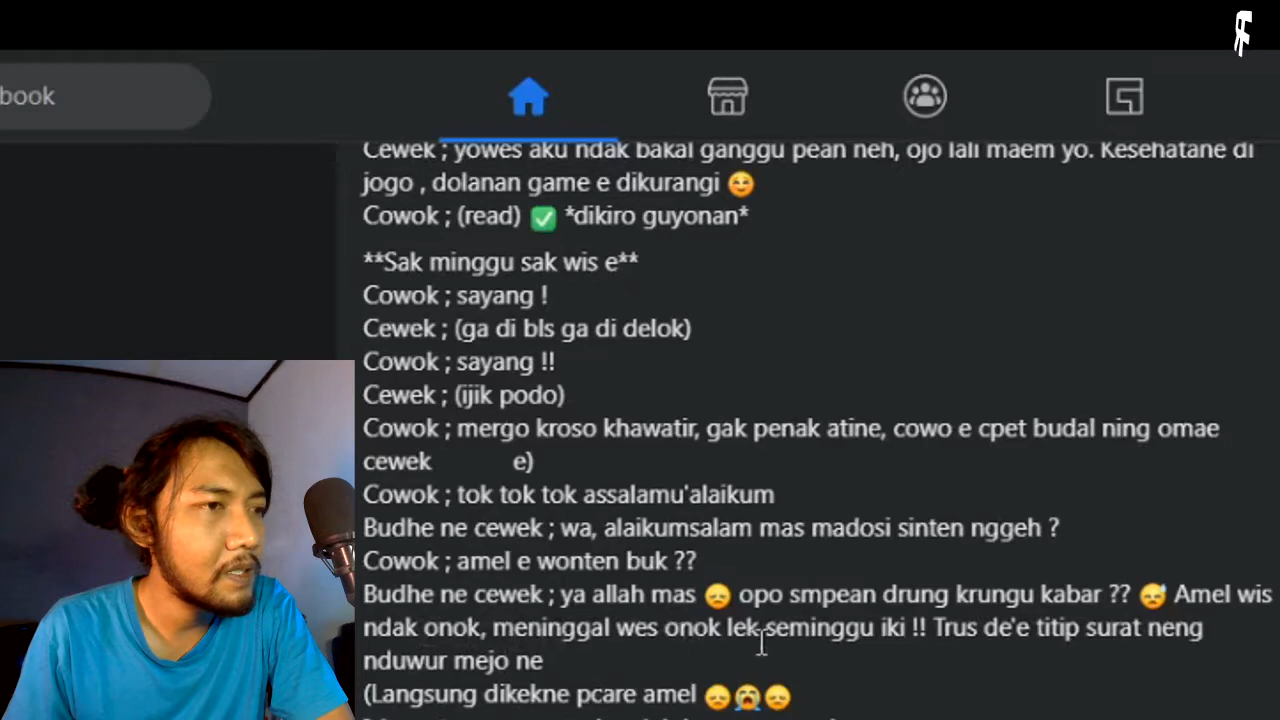 book
Cewek ; yowes aku ndak bakal ganggu pean neh, ojo lali maem yo. Kesehatane di
jogo , dolanan game e dikurangi 😊
Cowok ; (read) ✅ *dikiro guyonan*
**Sak minggu sak wis e**
Cowok ; sayang !
Cewek ; (ga di bls ga di delok)
Cowok ; sayang !!
Cewek ; (ijik podo)
Cowok ; mergo kroso khawatir, gak penak atine, cowo e cpet budal ning omae
cewek e)
Cowok ; tok tok tok assalamu'alaikum
Budhe ne cewek ; wa, alaikumsalam mas madosi sinten nggeh ?
Cowok ; amel e wonten buk ??
Budhe ne cewek ; ya allah mas 😞 opo smpean drung krungu kabar ?? 😅 Amel wis
ndak onok, meninggal wes onok lek seminggu iki !! Trus de'e titip surat neng
nduwur mejo ne
(Langsung dikekne pcare amel 😞😭😞